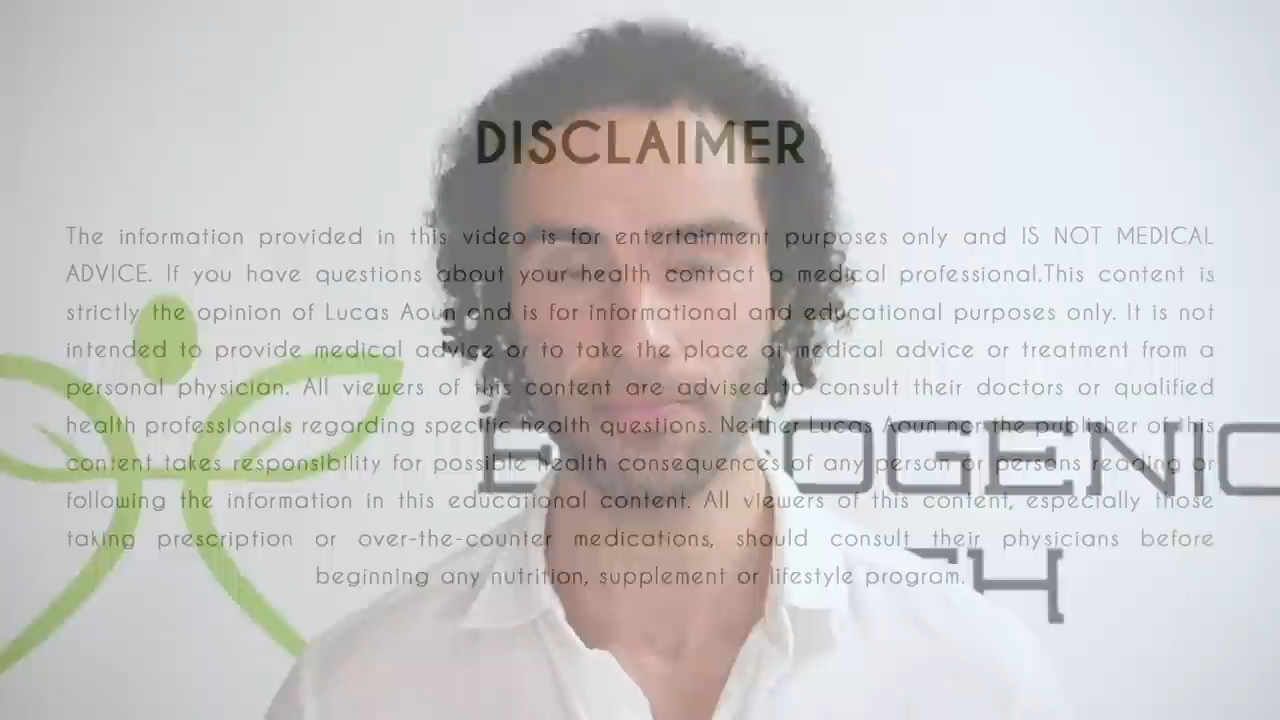 DISCLAIMER
The information provided in this video is for entertainment purposes only and IS NOT MEDICAL
ADVICE. If you have questions about your health contact a medical professional.This content is
strictly the opinion of Lucas Aoun and is for informational and educational purposes only. It is not
intended to provide medical advice or to take the place of medical advice or treatment from a
personal physician. All viewers of this content are advised to consult their doctors or qualified
health professionals regarding specific health questions. Neither Lucas Aoun nor the publisher of this
content takes responsibility for possible health consequences of any person or persons reading or
following the information in this educational content. All viewers of this content, especially those
taking prescription or over-the-counter medications, should consult their physicians before
beginning any nutrition, supplement or lifestyle program.